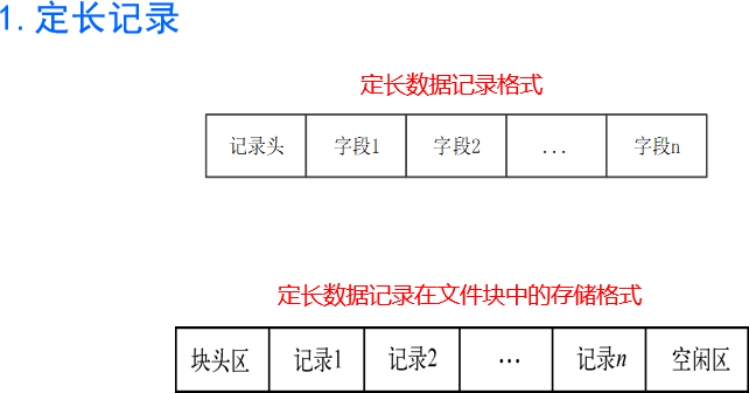 1.定长记录
定长数据记录格式
记录头 字段1 字段2 ... 字段n
定长数据记录在文件块中的存储格式
块头区 记录1 记录2 … 记录n 空闲区